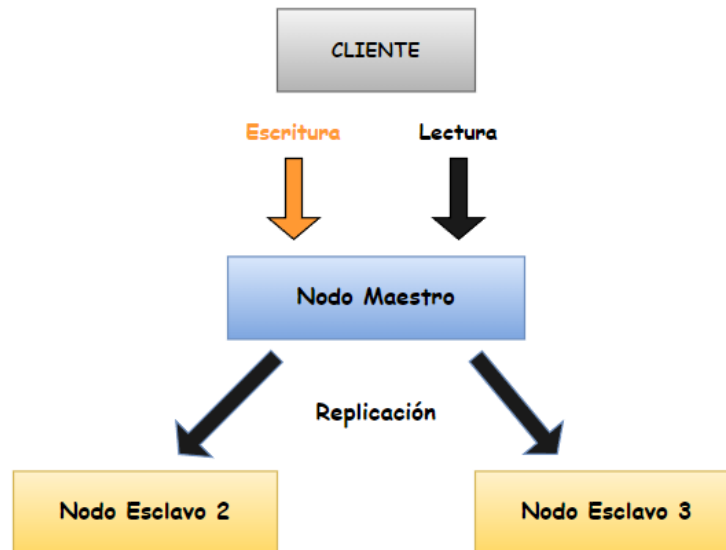 CLIENTE
Escritura
Lectura
Nodo Maestro
Replicación
Nodo Esclavo 2
Nodo Esclavo 3